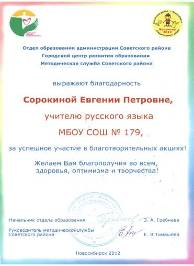 Отдел образования администрации Советского района
Городской центр развития образования
Методическая служба Советского района
выражают благодарность
Сорокиной Евгении Петровне,
учителю русского языка
МБОУ СОШ № 179,
за успешное участие в благотворительных акциях!
Желаем Вам благополучия во всем,
здоровья, оптимизма и творчества!
Начальник отдела образования
Руководитель методической службы
Советского района
Новосибирск 2012